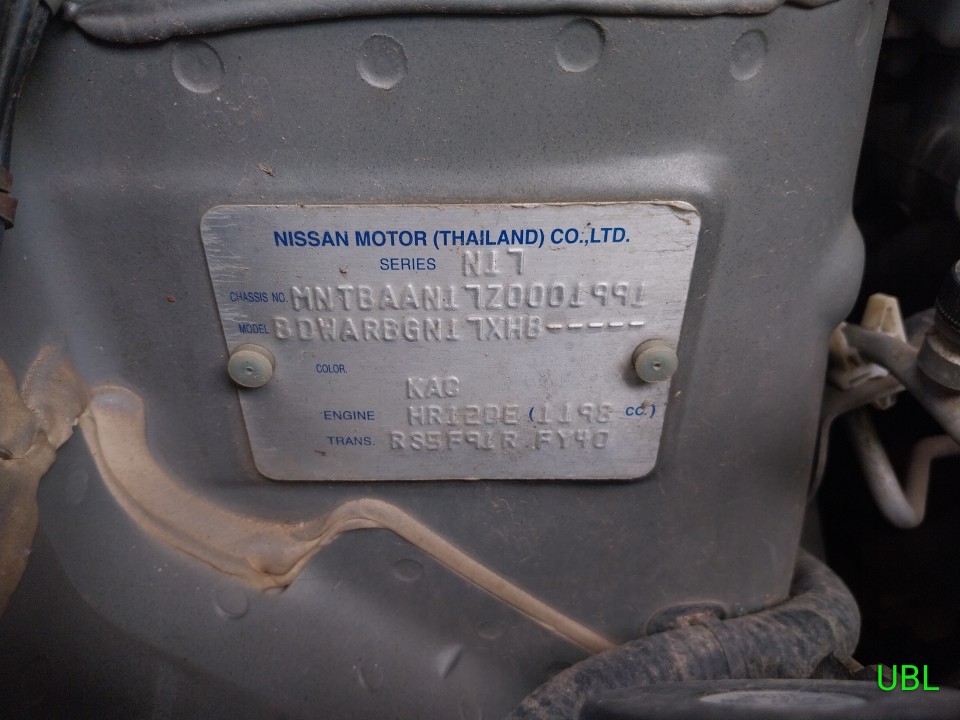 NISSAN MOTOR (THAILAND) CO.,LTD.
SERIES N17
CHASSIS NO. MNTBAAN17Z0001991
MODEL BDWARBGN17XHB-----
COLOR.
KAC
ENGINE HR12DE (1198 CC.)
TRANS. RS5F91R FY40
UBL